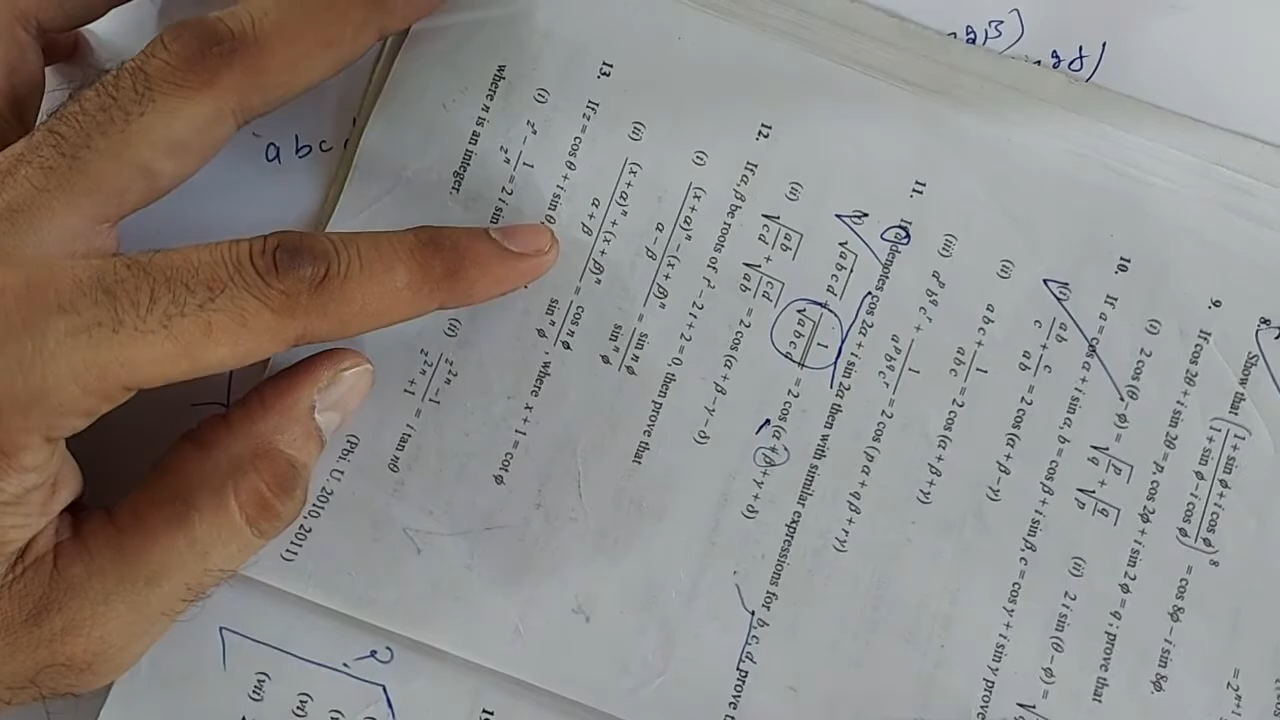 αβ)
8. Show that (1 + sin φ + i cos φ / 1 + sin φ - i cos φ)^8 = cos 8φ - i sin 8φ.
= 2^{n+1}
9. If cos 2θ + i sin 2θ = p, cos 2φ + i sin 2φ = q; prove that
(i) 2 cos (θ - φ) = √(p/q) + √(q/p) (ii) 2 i sin (θ - φ) =
10. If a = cos α + i sin α, b = cos β + i sin β, c = cos γ + i sin γ prove
(i) ab/c + c/ab = 2 cos (α + β - γ)
(ii) abc + 1/abc = 2 cos (α + β + γ)
(iii) a^p b^q c^r + 1/(a^p b^q c^r) = 2 cos (pα + qβ + rγ)
11. If a denotes cos 2α + i sin 2α then with similar expressions for b, c, d, prove
(i) √abcd + 1/√abcd = 2 cos (α + β + γ + δ)
(ii) √(ab/cd) + √(cd/ab) = 2 cos (α + β - γ - δ)
12. If α, β be roots of t² - 2t + 2 = 0, then prove that
(i) ((x + α)^n - (x + β)^n)/(α - β) = sin n φ/sin^n φ
(ii) ((x + α)^n + (x + β)^n)/(α + β) = cos n φ/sin^n φ, where x + 1 = cot φ
13. If z = cos θ + i sin θ,
(i) z^n - 1/z^n = 2 i sin (ii) (z^{2n} - 1)/(z^{2n} + 1) = i tan nθ
where n is an integer. (Pbi. U. 2010, 2011)
abc
(v)
(vii)